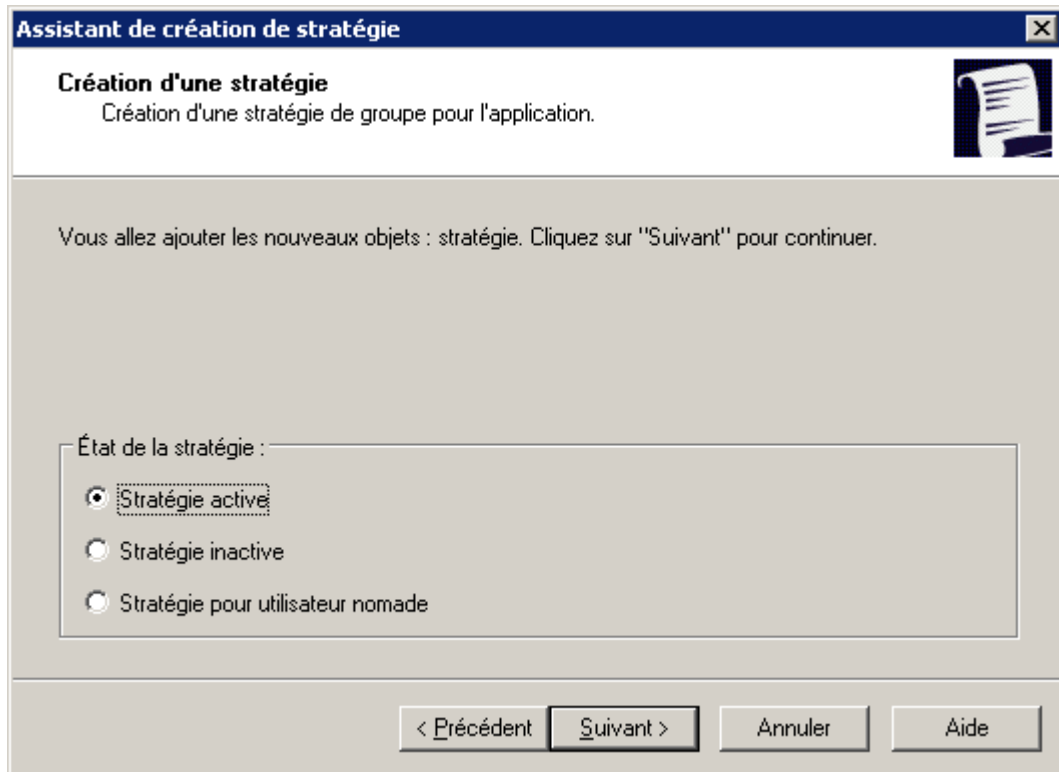 Assistant de création de stratégie
Création d'une stratégie
Création d'une stratégie de groupe pour l'application.
Vous allez ajouter les nouveaux objets : stratégie. Cliquez sur "Suivant" pour continuer.
État de la stratégie :
Stratégie active
Stratégie inactive
Stratégie pour utilisateur nomade
< Précédent
Suivant >
Annuler
Aide